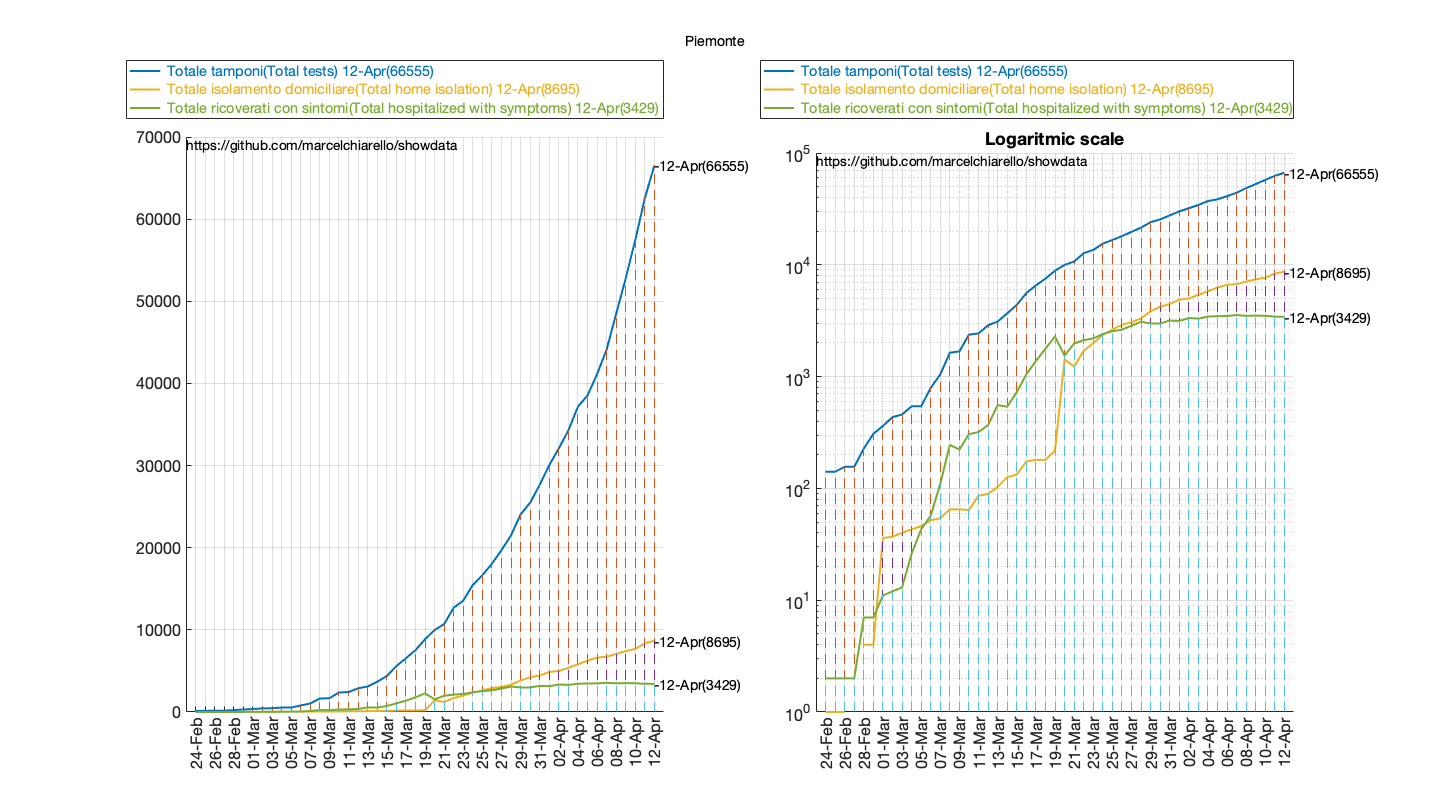 Piemonte
Totale tamponi(Total tests) 12-Apr(66555)
Totale isolamento domiciliare(Total home isolation) 12-Apr(8695)
Totale ricoverati con sintomi(Total hospitalized with symptoms) 12-Apr(3429)
70000
60000
50000
40000
30000
20000
10000
0
https://github.com/marcelchiarello/showdata
12-Apr(66555)
12-Apr(8695)
12-Apr(3429)
24-Feb
26-Feb
28-Feb
01-Mar
03-Mar
05-Mar
07-Mar
09-Mar
11-Mar
13-Mar
15-Mar
17-Mar
19-Mar
21-Mar
23-Mar
25-Mar
27-Mar
29-Mar
31-Mar
02-Apr
04-Apr
06-Apr
08-Apr
10-Apr
12-Apr
Totale tamponi(Total tests) 12-Apr(66555)
Totale isolamento domiciliare(Total home isolation) 12-Apr(8695)
Totale ricoverati con sintomi(Total hospitalized with symptoms) 12-Apr(3429)
Logaritmic scale
10^5
10^4
10^3
10^2
10^1
10^0
https://github.com/marcelchiarello/showdata
12-Apr(66555)
12-Apr(8695)
12-Apr(3429)
24-Feb
26-Feb
28-Feb
01-Mar
03-Mar
05-Mar
07-Mar
09-Mar
11-Mar
13-Mar
15-Mar
17-Mar
19-Mar
21-Mar
23-Mar
25-Mar
27-Mar
29-Mar
31-Mar
02-Apr
04-Apr
06-Apr
08-Apr
10-Apr
12-Apr